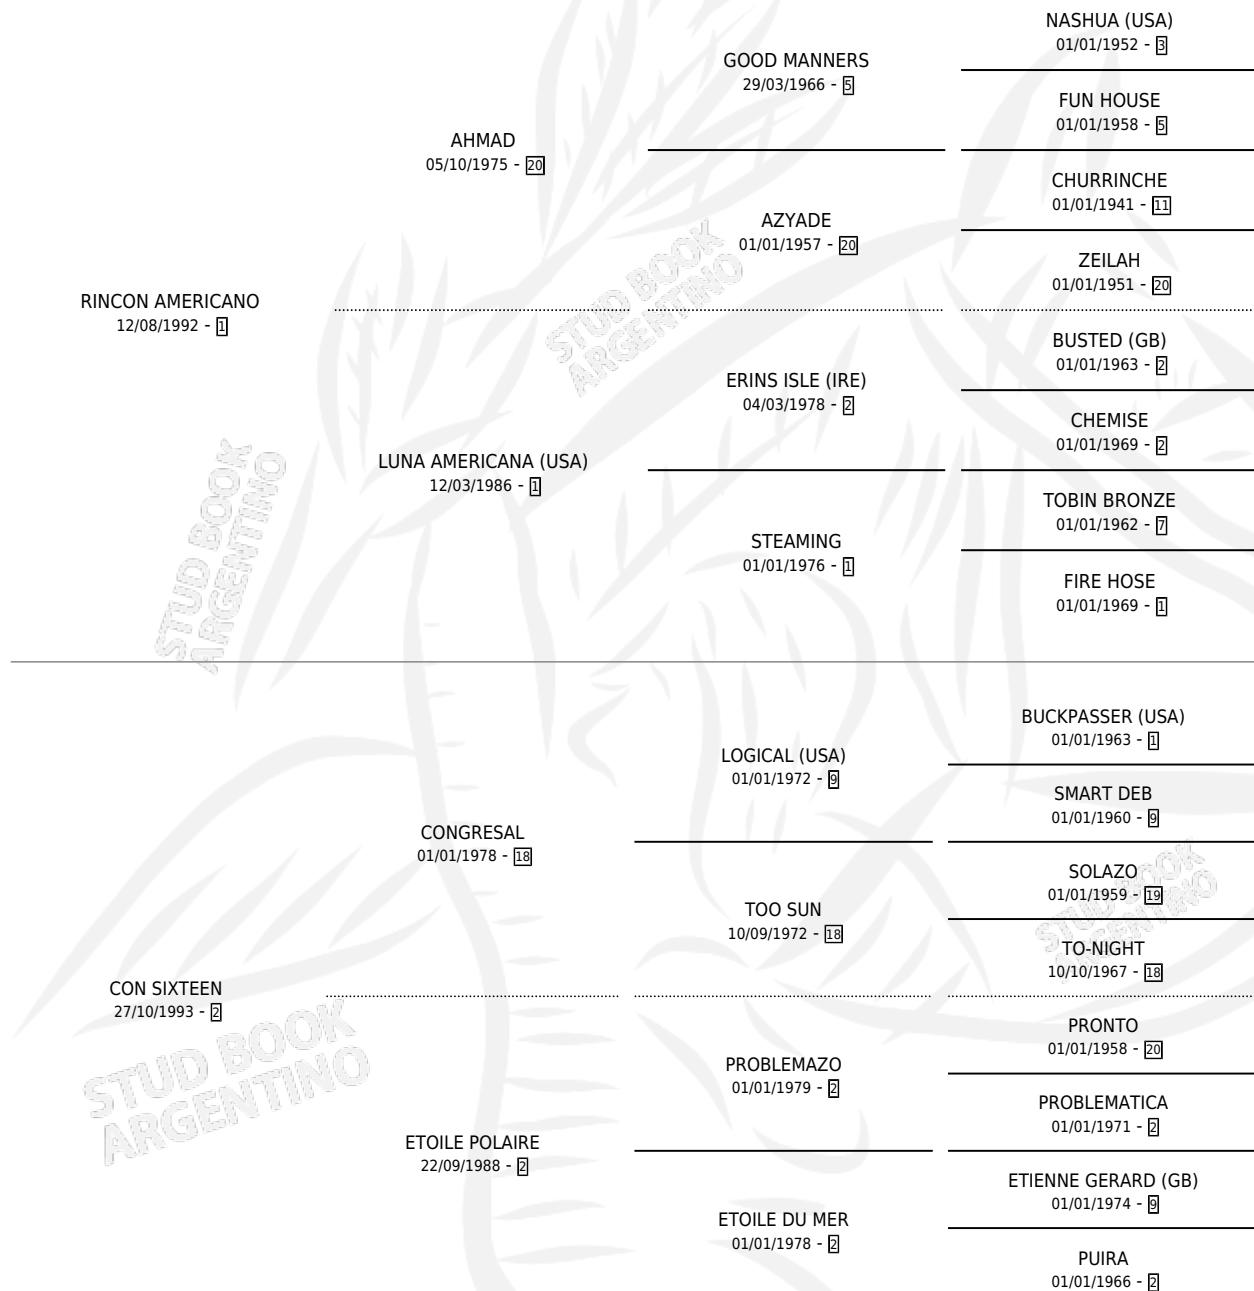 NASHUA (USA)
01/01/1952 - 3
GOOD MANNERS
29/03/1966 - 5
FUN HOUSE
01/01/1958 - 5
AHMAD
05/10/1975 - 20
CHURRINCHE
01/01/1941 - 11
AZYADE
01/01/1957 - 20
ZEILAH
01/01/1951 - 20
RINCON AMERICANO
12/08/1992 - 1
BUSTED (GB)
01/01/1963 - 2
ERINS ISLE (IRE)
04/03/1978 - 2
CHEMISE
01/01/1969 - 2
LUNA AMERICANA (USA)
12/03/1986 - 1
TOBIN BRONZE
01/01/1962 - 7
STEAMING
01/01/1976 - 1
FIRE HOSE
01/01/1969 - 1
BUCKPASSER (USA)
01/01/1963 - 1
LOGICAL (USA)
01/01/1972 - 9
SMART DEB
01/01/1960 - 9
CONGRESAL
01/01/1978 - 18
SOLAZO
01/01/1959 - 19
TOO SUN
10/09/1972 - 18
TO-NIGHT
10/10/1967 - 18
CON SIXTEEN
27/10/1993 - 2
PRONTO
01/01/1958 - 20
PROBLEMAZO
01/01/1979 - 2
PROBLEMATICA
01/01/1971 - 2
ETOILE POLAIRE
22/09/1988 - 2
ETIENNE GERARD (GB)
01/01/1974 - 9
ETOILE DU MER
01/01/1978 - 2
PUIRA
01/01/1966 - 2
STUD BOOK
ARGENTINO
STUD BOOK
ARGENTINO
STUD BOOK
ARGENTINO
STUD BOOK
ARGENTINO